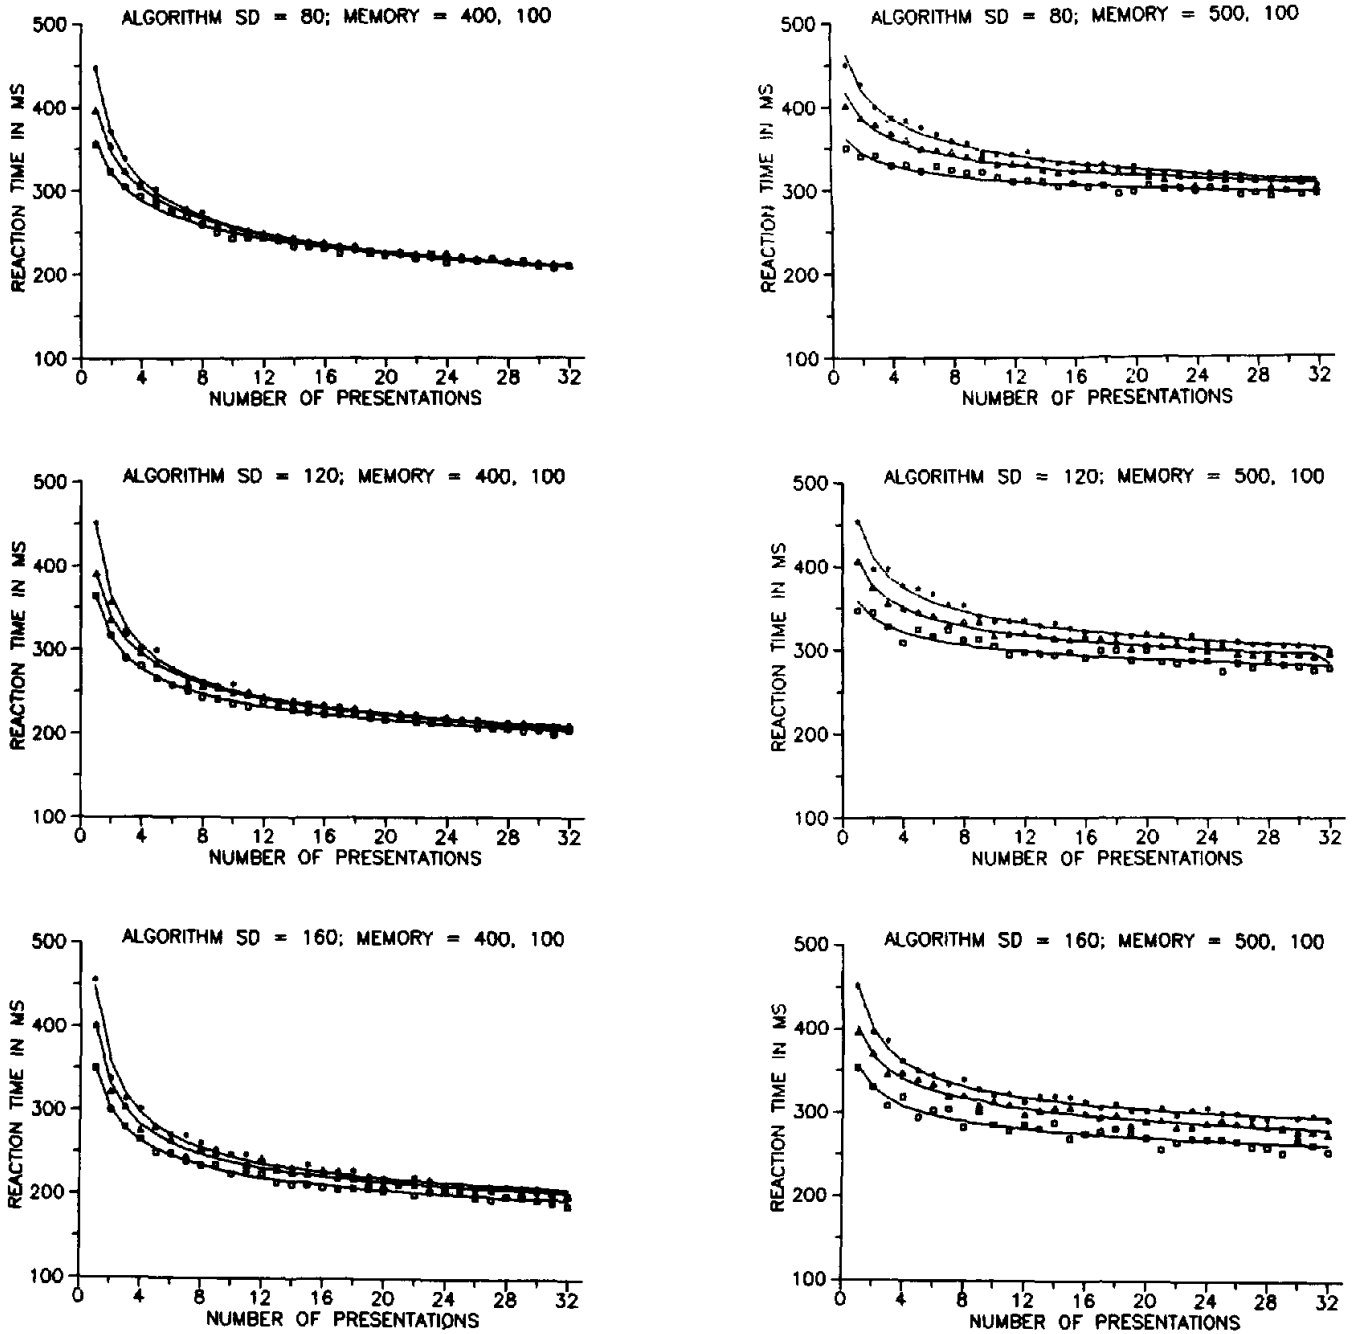 ALGORITHM SD = 80; MEMORY = 400, 100
500
400
300
200
100
REACTION TIME IN MS
0 4 8 12 16 20 24 28 32
NUMBER OF PRESENTATIONS
ALGORITHM SD = 80; MEMORY = 500, 100
500
400
300
200
100
REACTION TIME IN MS
0 4 8 12 16 20 24 28 32
NUMBER OF PRESENTATIONS
ALGORITHM SD = 120; MEMORY = 400, 100
500
400
300
200
100
REACTION TIME IN MS
0 4 8 12 16 20 24 28 32
NUMBER OF PRESENTATIONS
ALGORITHM SD = 120; MEMORY = 500, 100
500
400
300
200
100
REACTION TIME IN MS
0 4 8 12 16 20 24 28 32
NUMBER OF PRESENTATIONS
ALGORITHM SD = 160; MEMORY = 400, 100
500
400
300
200
100
REACTION TIME IN MS
0 4 8 12 16 20 24 28 32
NUMBER OF PRESENTATIONS
ALGORITHM SD = 160; MEMORY = 500, 100
500
400
300
200
100
REACTION TIME IN MS
0 4 8 12 16 20 24 28 32
NUMBER OF PRESENTATIONS